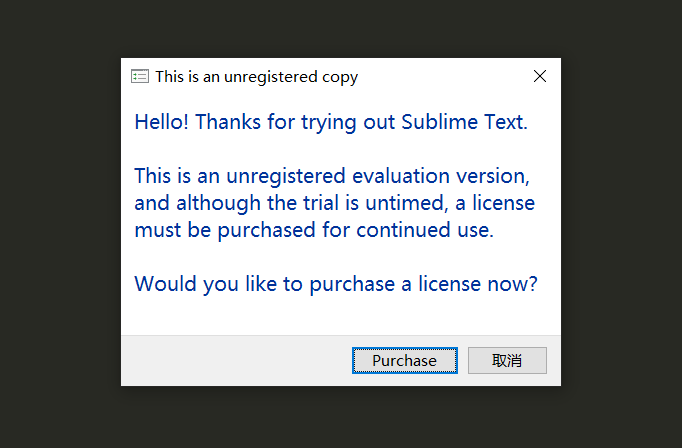 This is an unregistered copy
Hello! Thanks for trying out Sublime Text.
This is an unregistered evaluation version,
and although the trial is untimed, a license
must be purchased for continued use.
Would you like to purchase a license now?
Purchase
取消